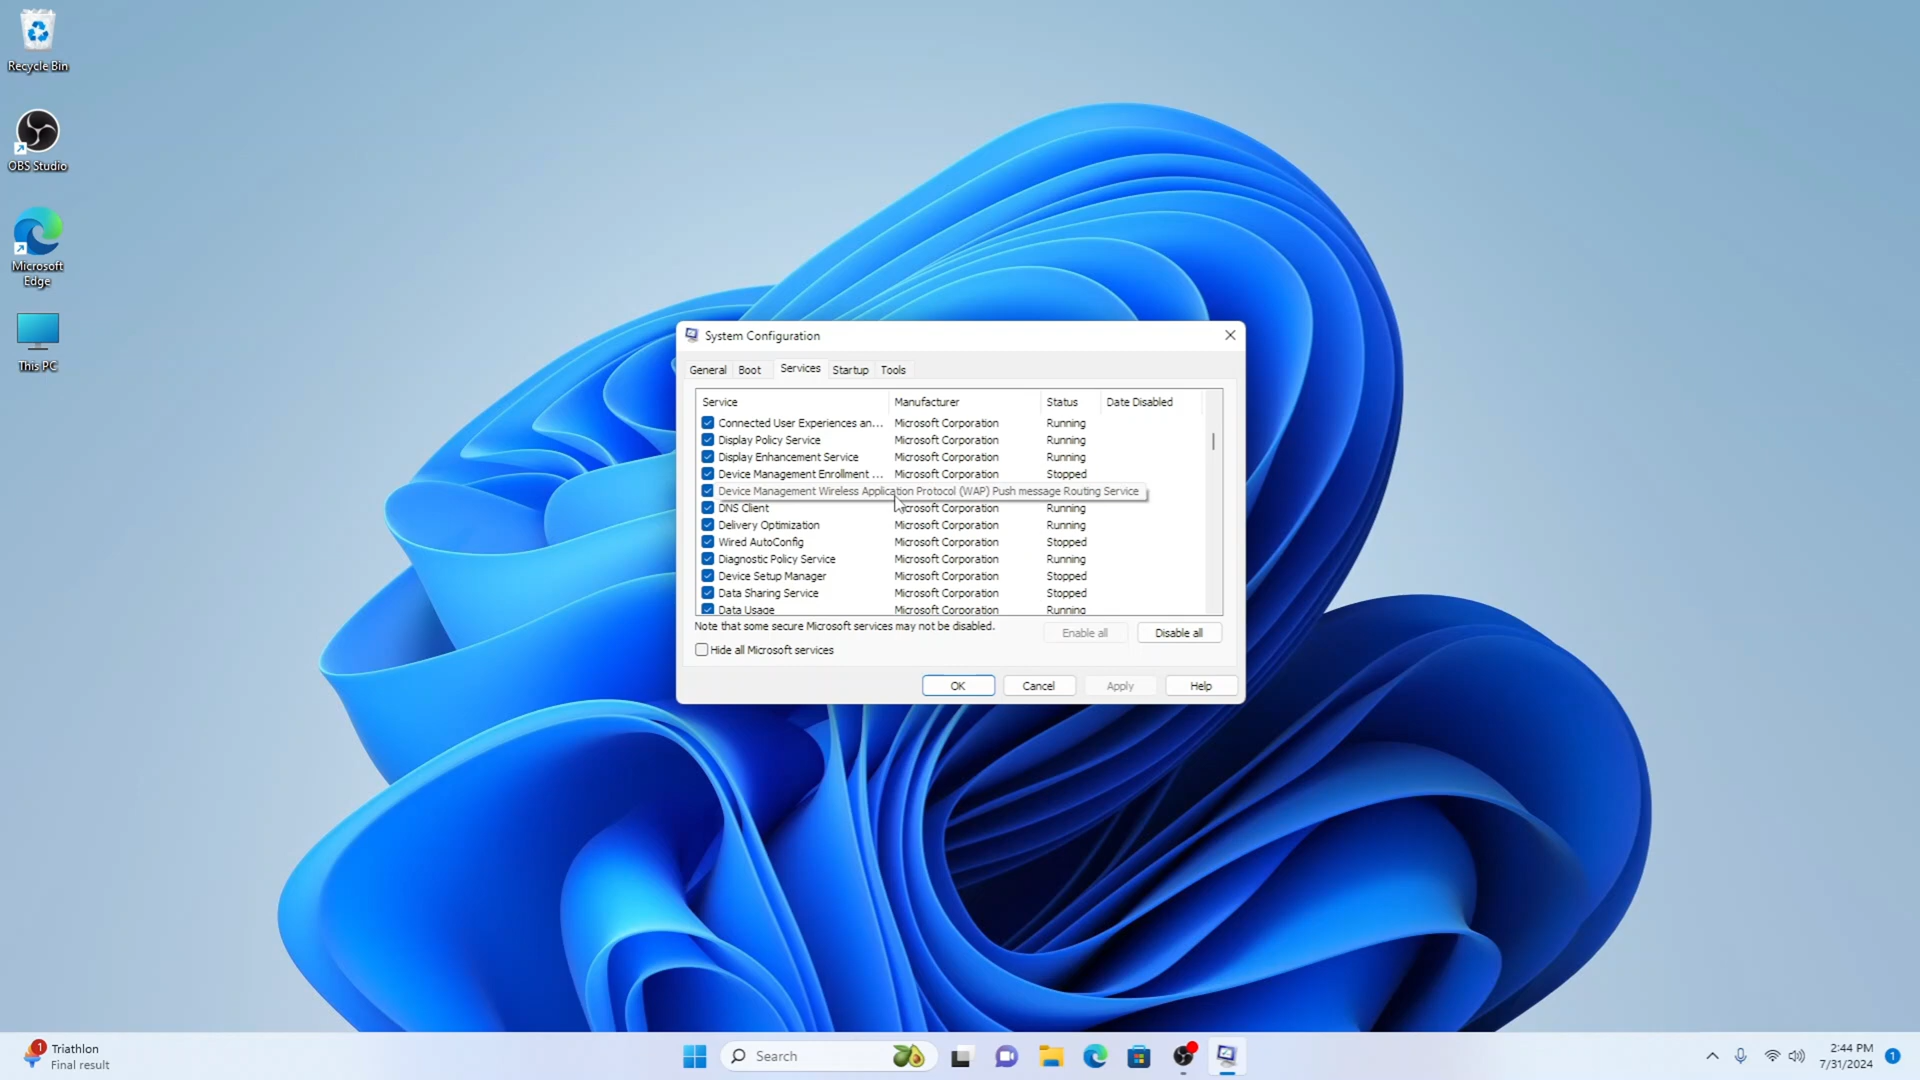 Recycle Bin
OBS Studio
Microsoft
Edge
This PC
System Configuration
General Boot Services Startup Tools
Service Manufacturer Status Date Disabled
Connected User Experiences an... Microsoft Corporation Running
Display Policy Service Microsoft Corporation Running
Display Enhancement Service Microsoft Corporation Running
Device Management Enrollment ... Microsoft Corporation Stopped
Device Management Wireless Application Protocol (WAP) Push message Routing Service
DNS Client Microsoft Corporation Running
Delivery Optimization Microsoft Corporation Running
Wired AutoConfig Microsoft Corporation Stopped
Diagnostic Policy Service Microsoft Corporation Running
Device Setup Manager Microsoft Corporation Stopped
Data Sharing Service Microsoft Corporation Stopped
Data Usage Microsoft Corporation Running
Note that some secure Microsoft services may not be disabled.
Enable all Disable all
Hide all Microsoft services
OK Cancel Apply Help
1
Triathlon
Final result
Search
2:44 PM
7/31/2024
1